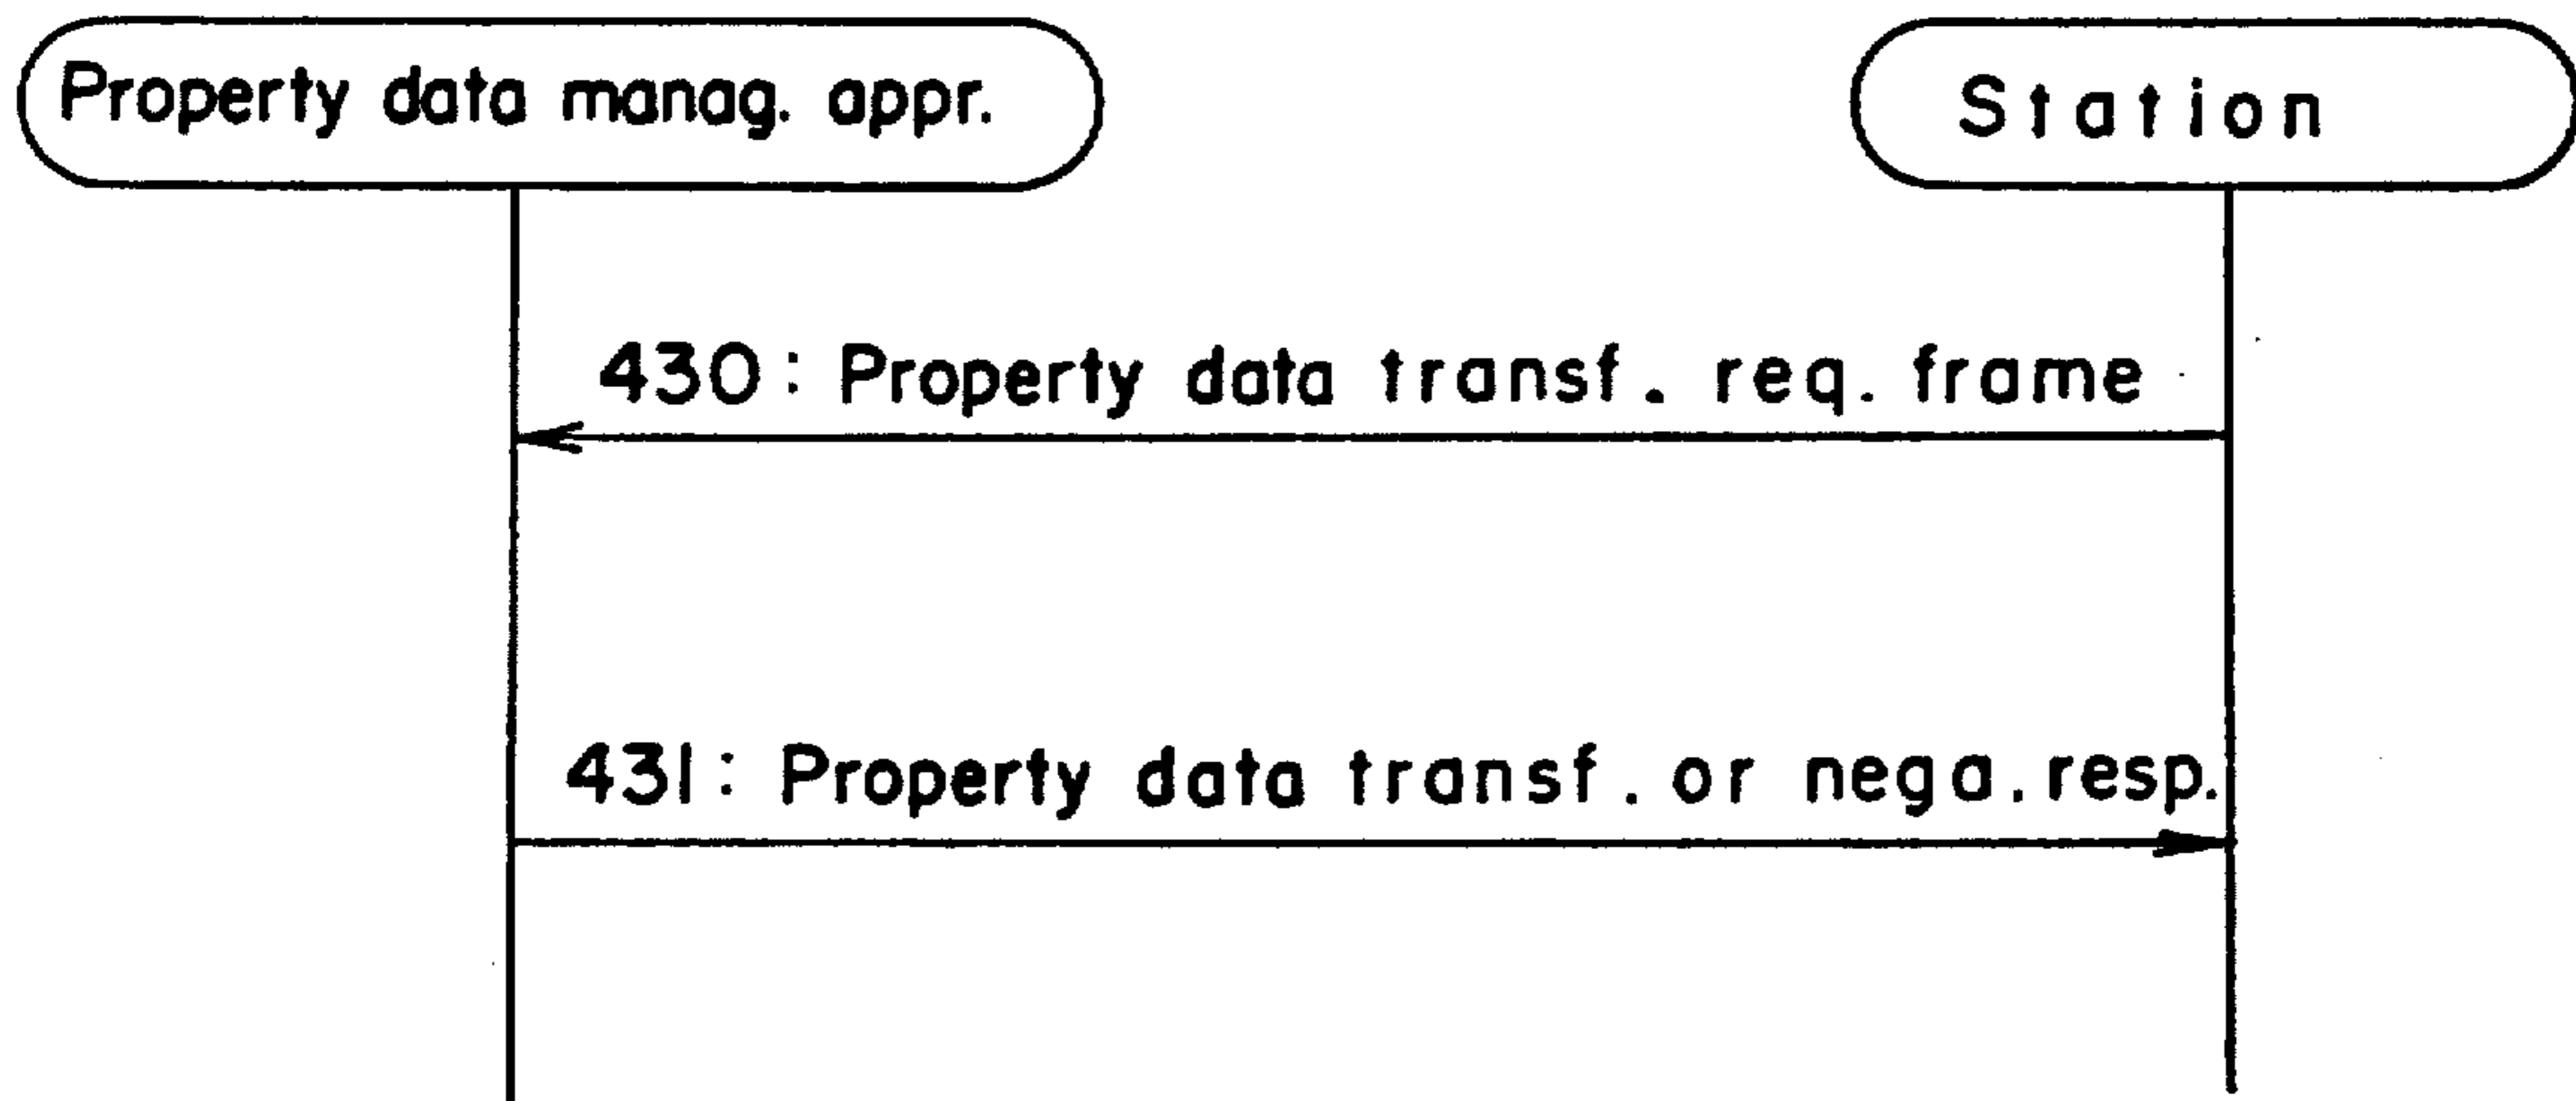 Property data manag. appr.
Station
430: Property data transf. req. frame
431: Property data transf. or nega. resp.